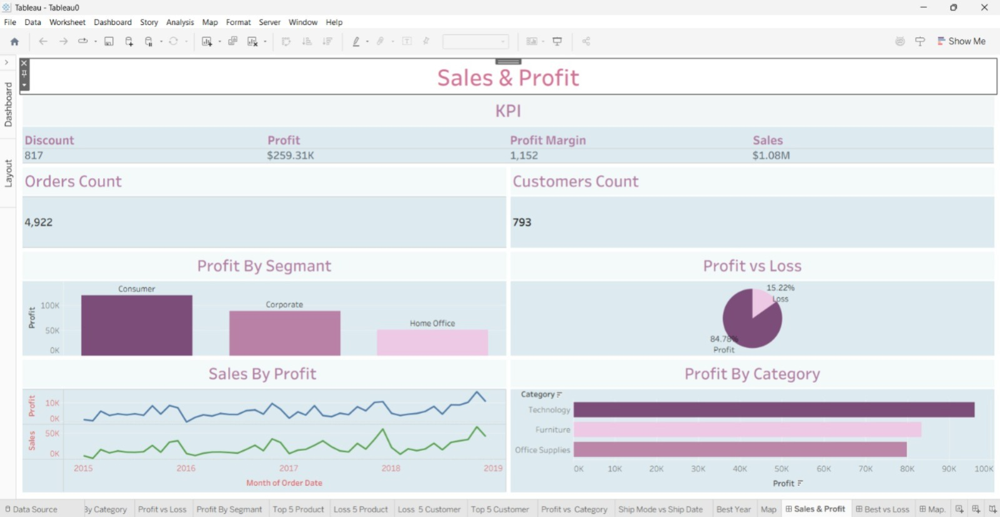 Tableau - Tableau0
File Data Worksheet Dashboard Story Analysis Map Format Server Window Help
Show Me
Dashboard
Layout
Sales & Profit
KPI
Discount Profit Profit Margin Sales
817 $259.31K 1,152 $1.08M
Orders Count
4,922
Customers Count
793
Profit By Segmant
Profit
100K
50K
0K
Consumer
Corporate
Home Office
Profit vs Loss
15.22%
Loss
84.78%
Profit
Sales By Profit
Profit
10K
0K
Sales
50K
0K
2015 2016 2017 2018 2019
Month of Order Date
Profit By Category
Category
Technology
Furniture
Office Supplies
0K 10K 20K 30K 40K 50K 60K 70K 80K 90K 100K
Profit
Data Source By Category Profit vs Loss Profit By Segmant Top 5 Product Loss 5 Product Loss 5 Customer Top 5 Customer Profit vs Category Ship Mode vs Ship Date Best Year Map Sales & Profit Best vs Loss Map.